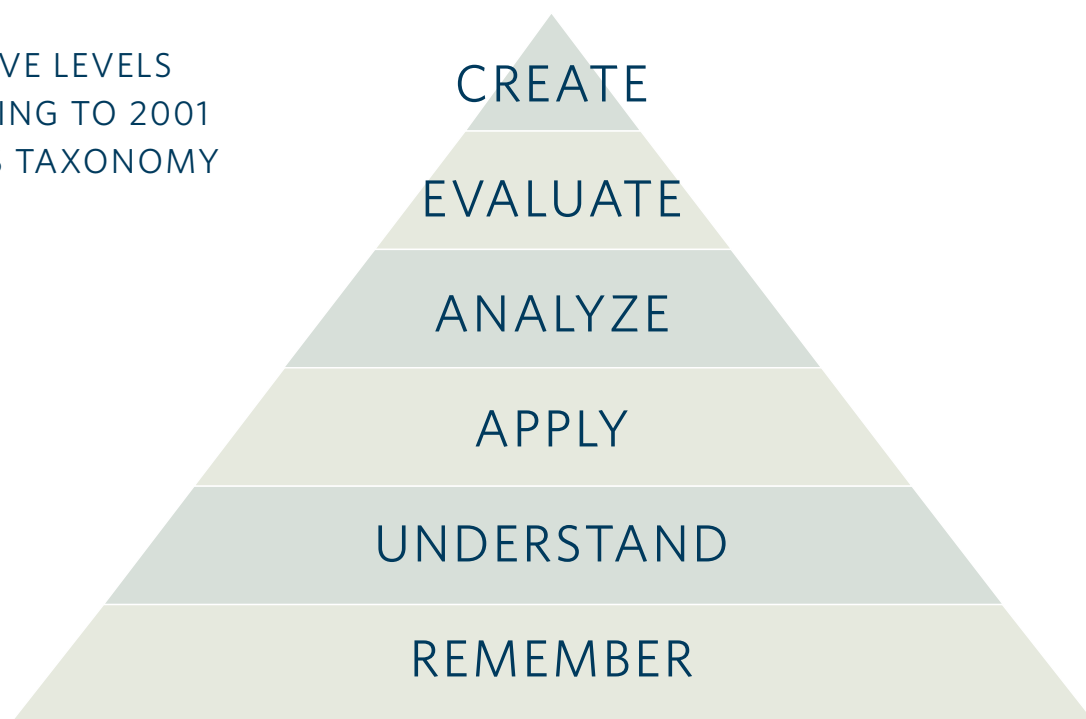 VE LEVELS
ING TO 2001
TAXONOMY
CREATE
EVALUATE
ANALYZE
APPLY
UNDERSTAND
REMEMBER